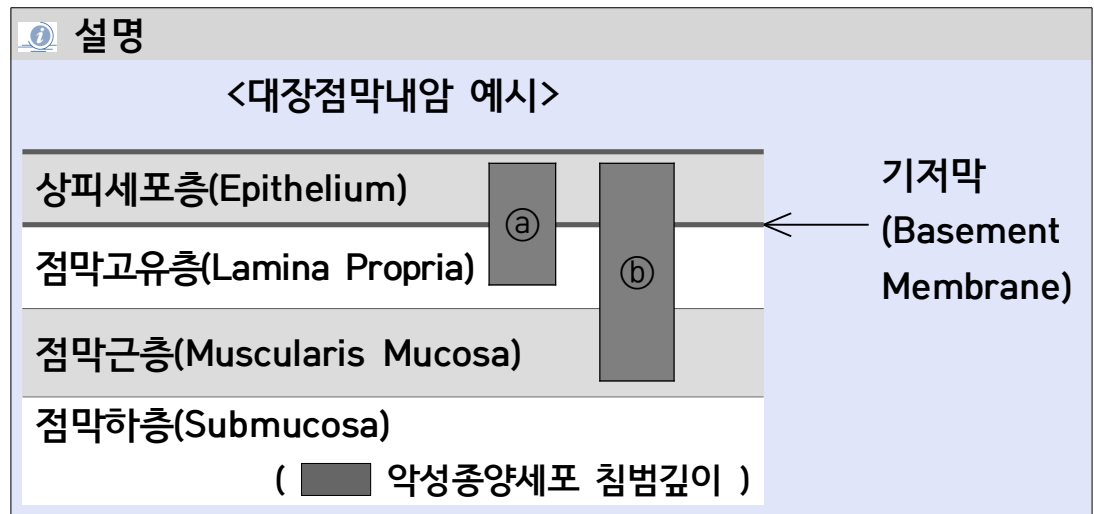 설명
<대장점막내암 예시>
상피세포층(Epithelium)
ⓐ
점막고유층(Lamina Propria)
ⓑ
점막근층(Muscularis Mucosa)
점막하층(Submucosa)
( 악성종양세포 침범깊이 )
기저막
(Basement
Membrane)